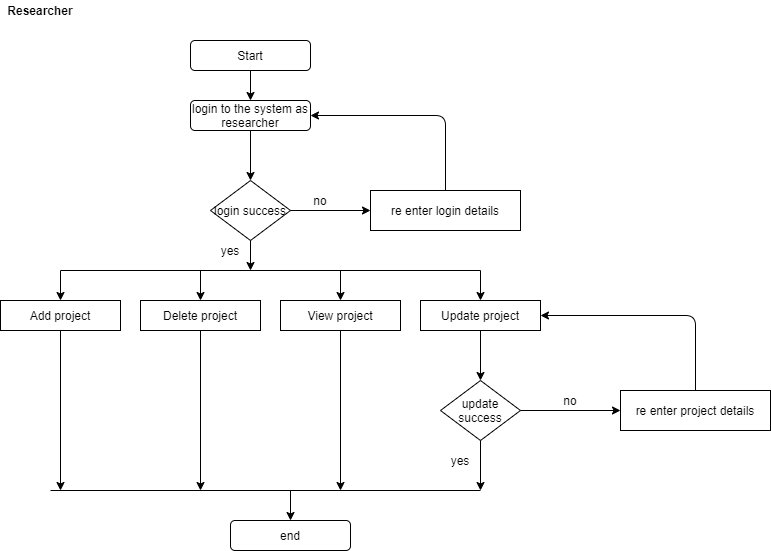 Researcher
Start
login to the system as
researcher
login success
no
re enter login details
yes
Add project
Delete project
View project
Update project
update
success
no
re enter project details
yes
end